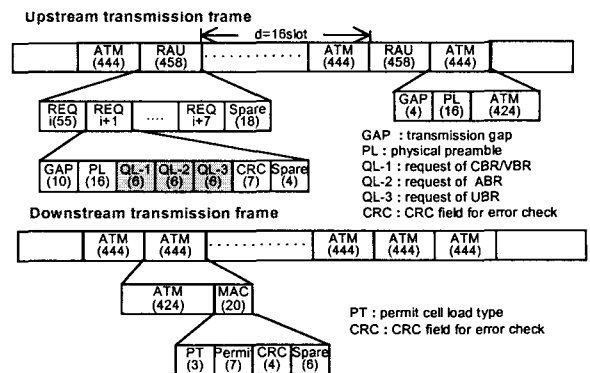 Upstream transmission frame
d=16slot
ATM (444) RAU (458) ············ ATM (444) RAU (458) ATM (444)
REQ i(55) REQ i+1 ···· REQ i+7 Spare (18)
GAP (4) PL (16) ATM (424)
GAP (10) PL (16) QL-1 (6) QL-2 (6) QL-3 (6) CRC (7) Spare (4)
GAP : transmission gap
PL : physical preamble
QL-1 : request of CBR/VBR
QL-2 : request of ABR
QL-3 : request of UBR
CRC : CRC field for error check
Downstream transmission frame
ATM (444) ATM (444) ············ ATM (444) ATM (444) ATM (444)
ATM (424) MAC (20)
PT (3) Permit (7) CRC (4) Spare (6)
PT : permit cell load type
CRC : CRC field for error check